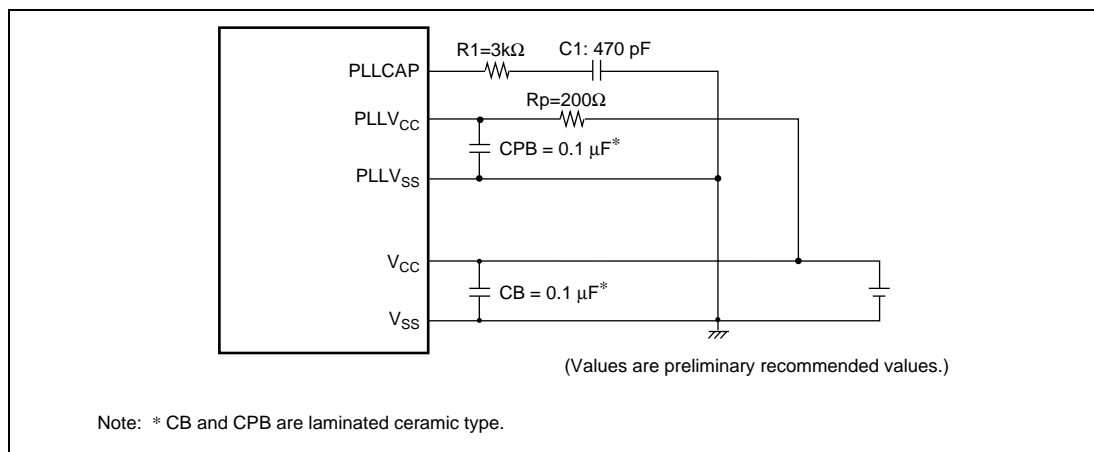 R1=3kΩ C1: 470 pF
PLLCAP
Rp=200Ω
PLLVCC
CPB = 0.1 μF*
PLLVSS
VCC
CB = 0.1 μF*
VSS
(Values are preliminary recommended values.)
Note: * CB and CPB are laminated ceramic type.